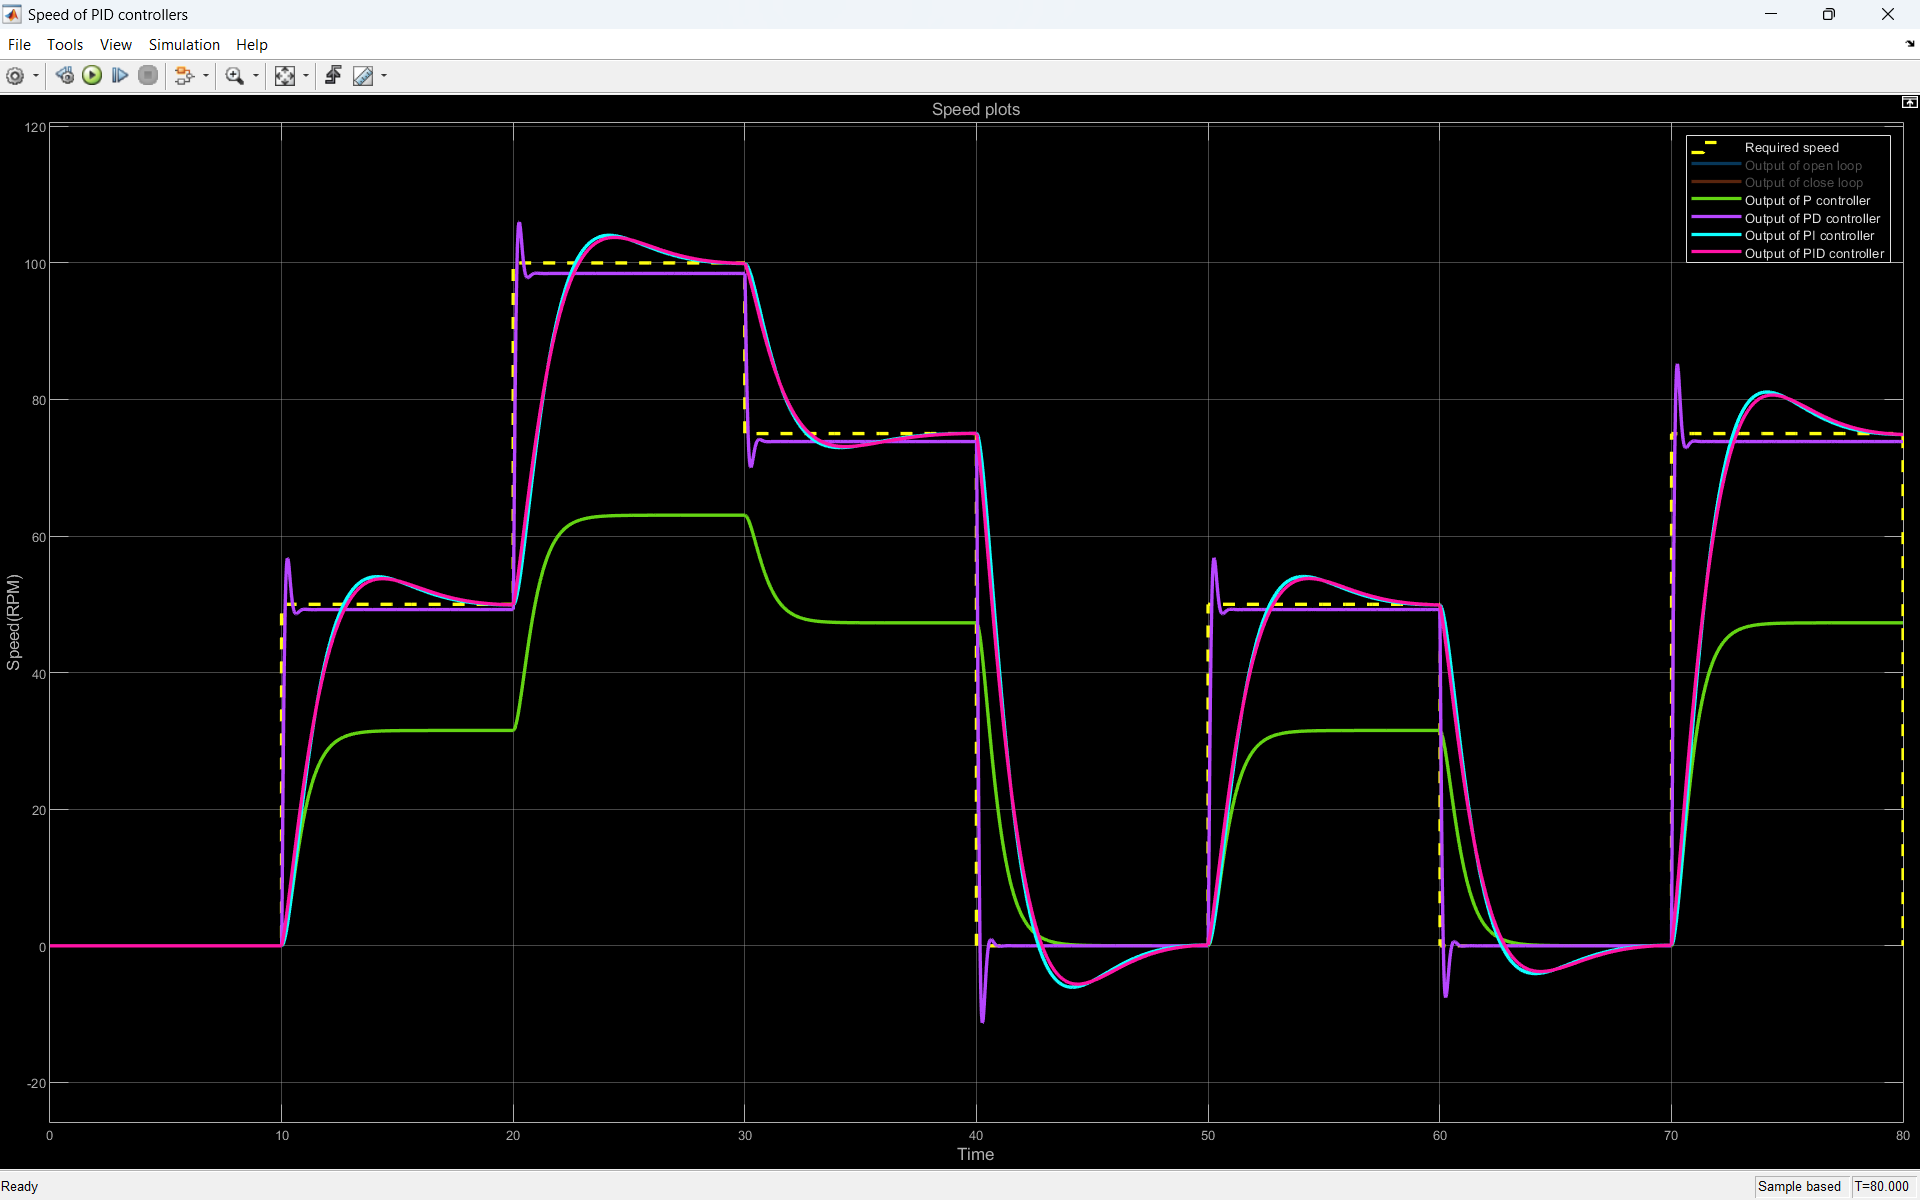 Speed of PID controllers
File Tools View Simulation Help
Speed plots
120
100
80
60
40
20
0
-20
Speed(RPM)
Required speed
Output of open loop
Output of close loop
Output of P controller
Output of PD controller
Output of PI controller
Output of PID controller
0 10 20 30 40 50 60 70 80
Time
Ready
Sample based T=80.000